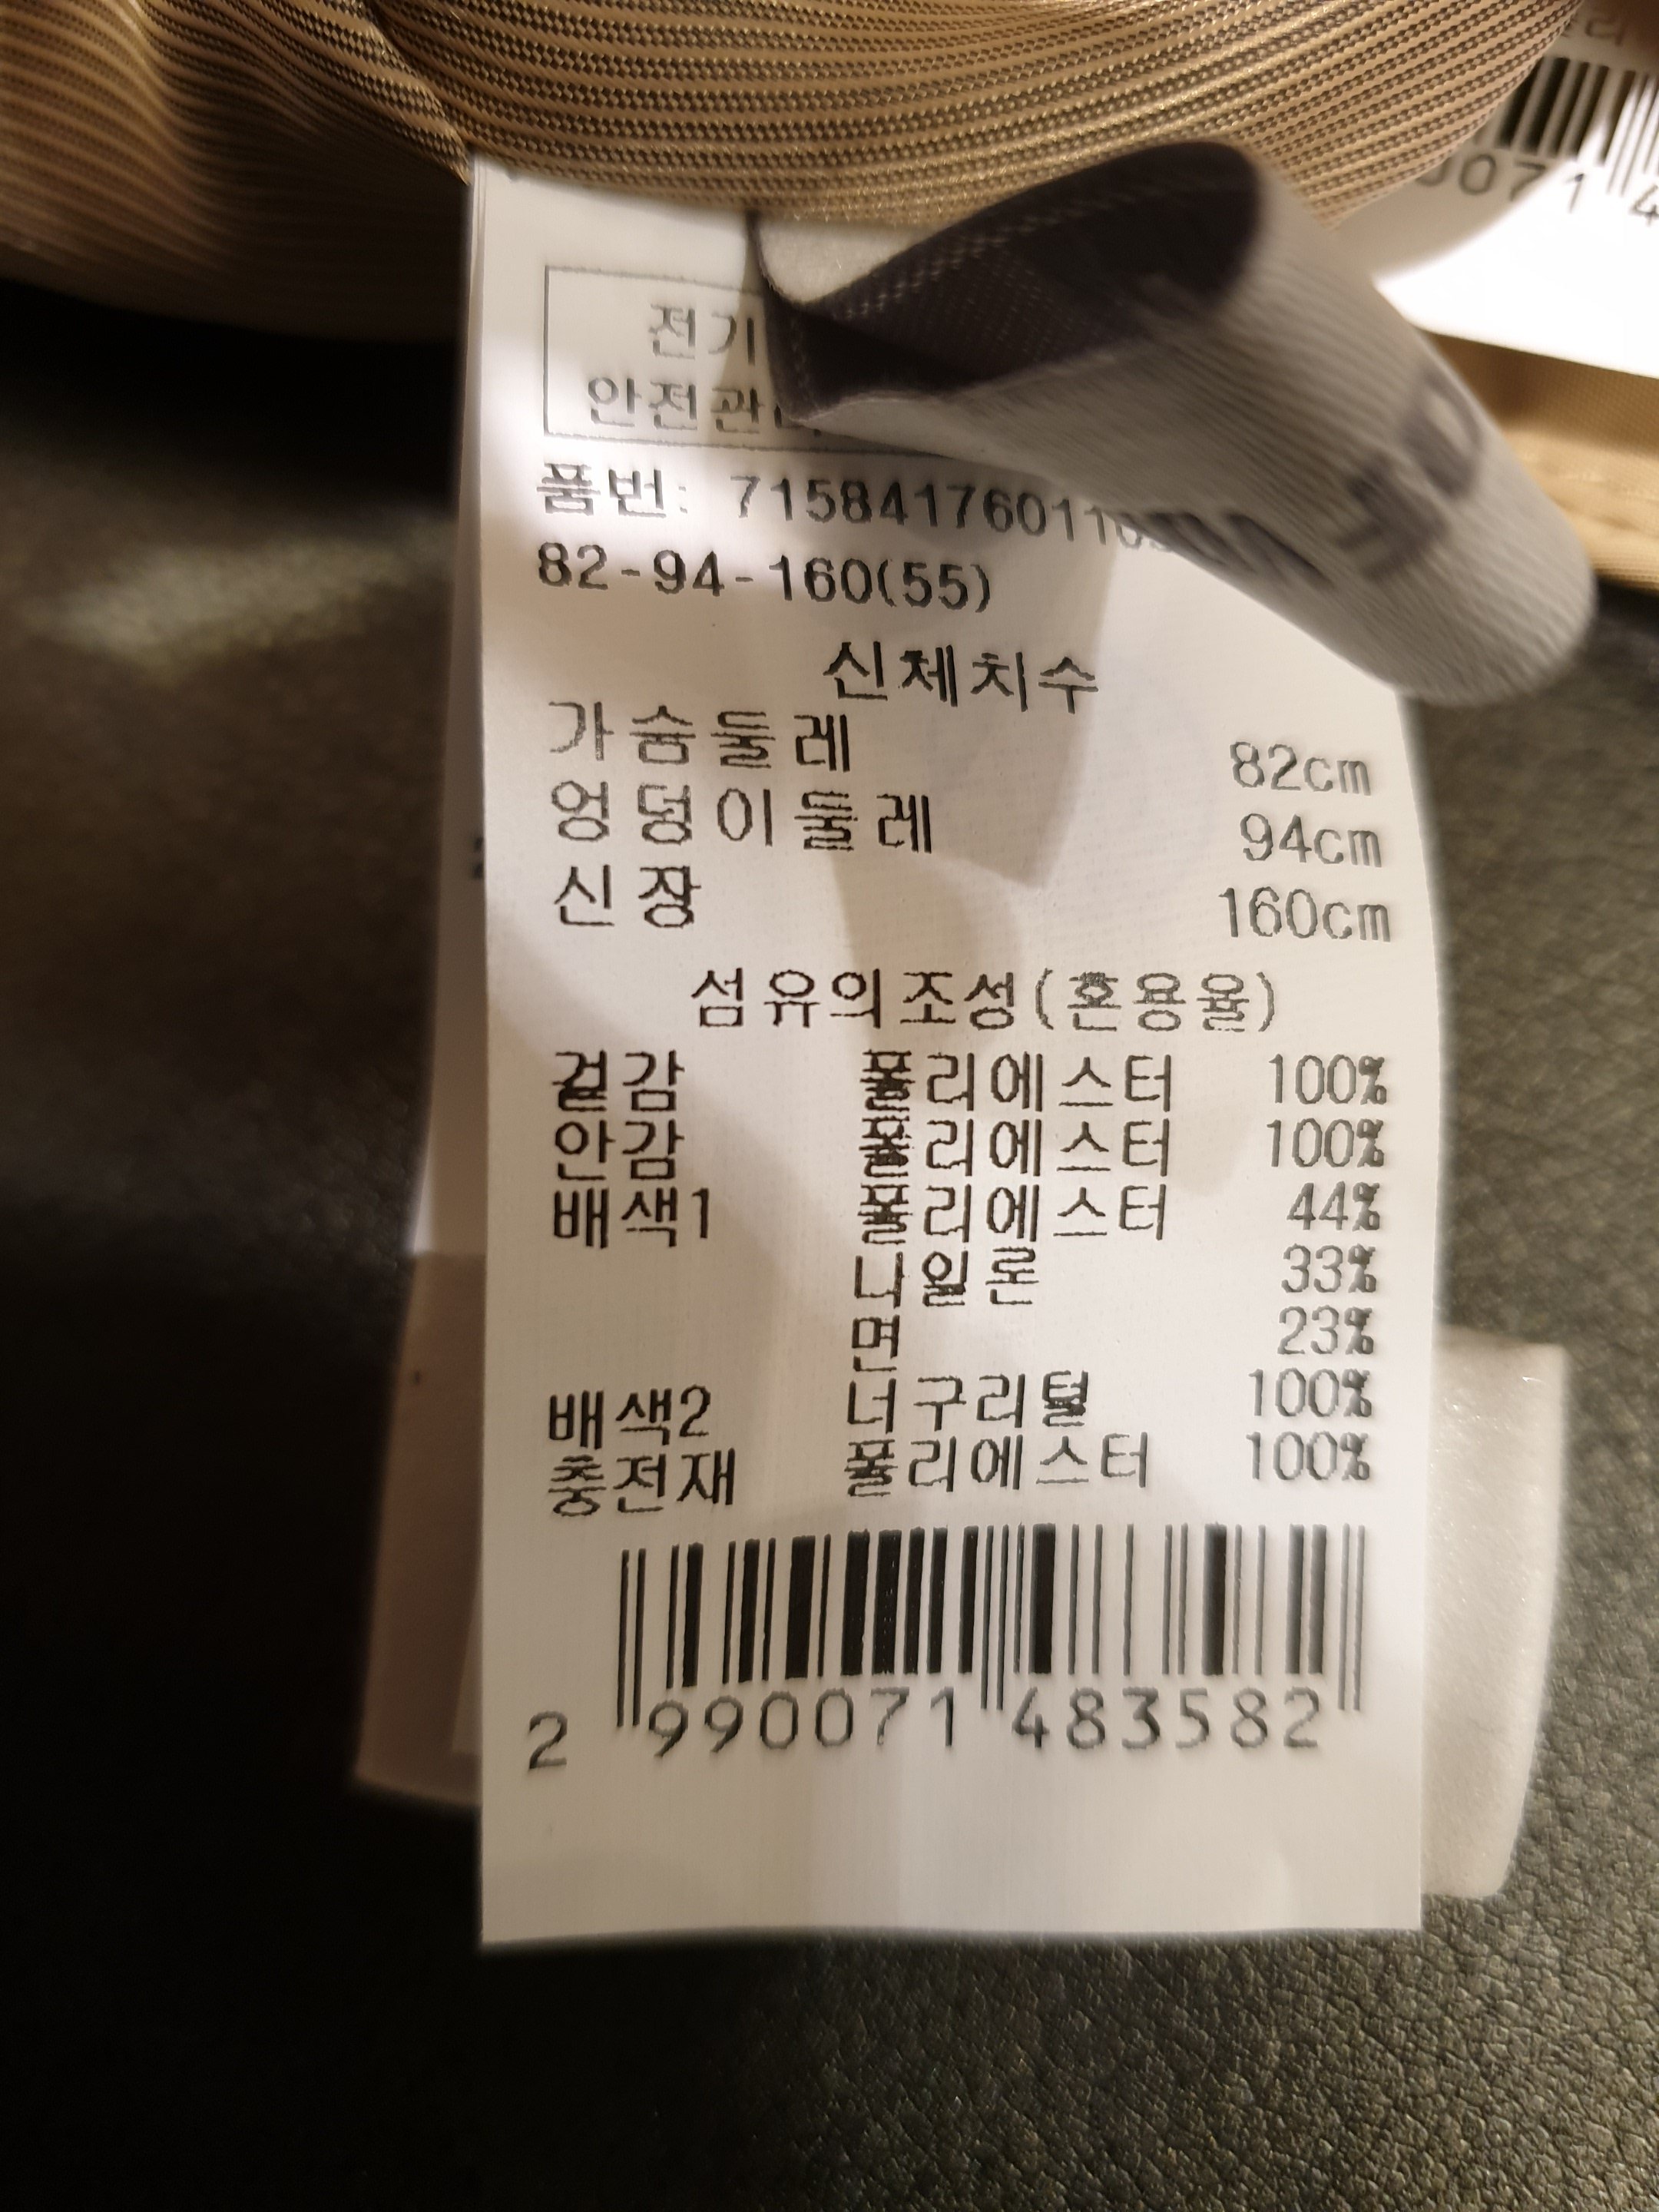 전기
안전관
품번: 71584176011
82-94-160(55)
신체치수
가슴둘레 82cm
엉덩이둘레 94cm
신장 160cm
섬유의조성(혼용율)
겉감 폴리에스터 100%
안감 폴리에스터 100%
배색1 폴리에스터 44%
나일론 33%
면 23%
배색2 너구리털 100%
충전재 폴리에스터 100%
2 990071 483582
0071 4